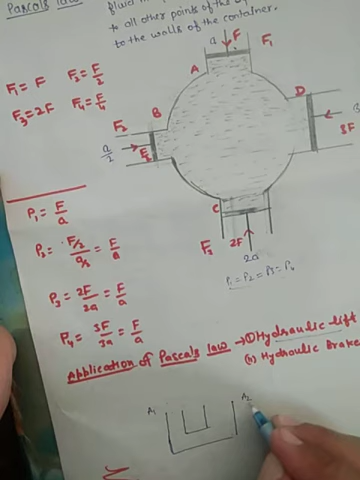 Pascals law
fluid in
to all other points of the
to the walls of the container.
F₁ = F F₂ = F/2
F₃ = 2F F₄ = F/4
a F F₁
A
B
D
F₂
a/2
3F
C
F₃ 2F
2a
P₁ = P₂ = P₃ = P₄
P₁ = F/a
P₂ = F/2 / a/2 = F/a
P₃ = 2F/2a = F/a
P₄ = 3F/3a = F/a
Application of Pascals law → (i) Hydraulic lift
(ii) Hydraulic Brake
A₁ A₂